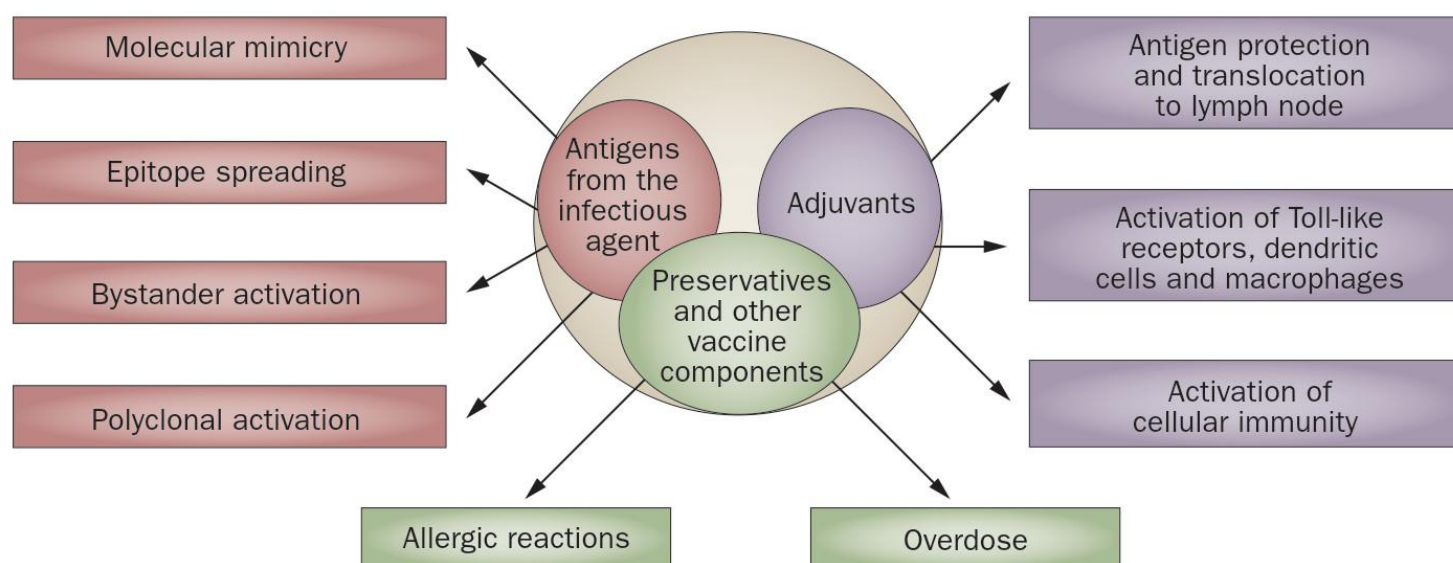 Molecular mimicry
Epitope spreading
Bystander activation
Polyclonal activation
Antigens
from the
infectious
agent
Adjuvants
Preservatives
and other
vaccine
components
Antigen protection
and translocation
to lymph node
Activation of Toll-like
receptors, dendritic
cells and macrophages
Activation of
cellular immunity
Allergic reactions
Overdose